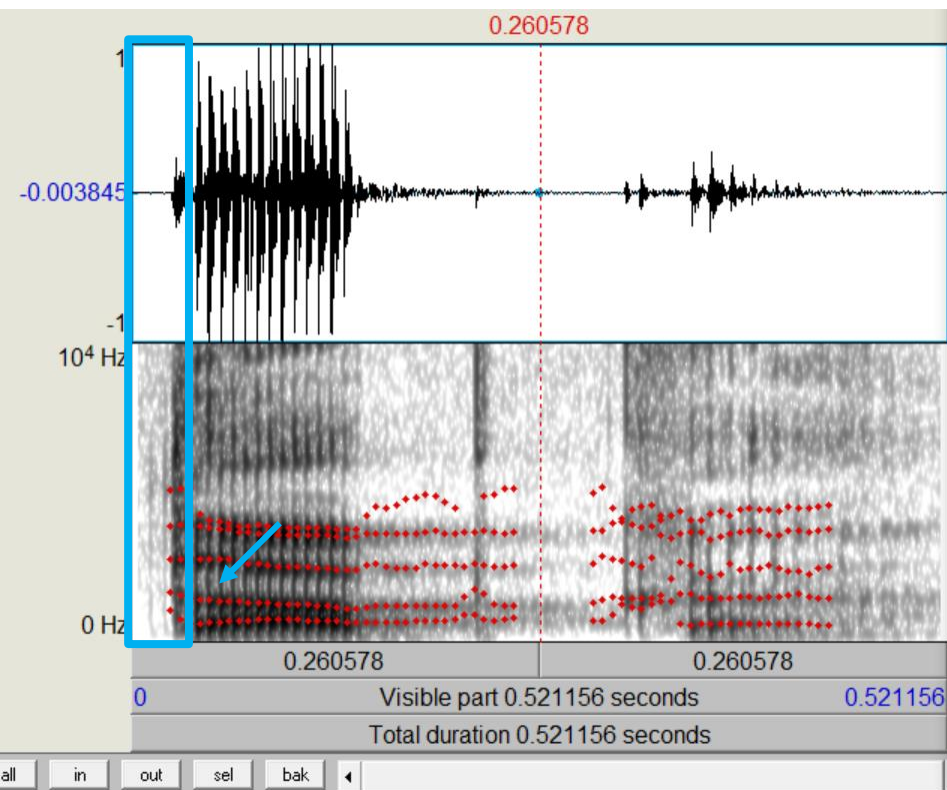 0.260578
1
-0.003845
-1
10⁴ Hz
0 Hz
0.260578 0.260578
0 Visible part 0.521156 seconds 0.521156
Total duration 0.521156 seconds
all in out sel bak